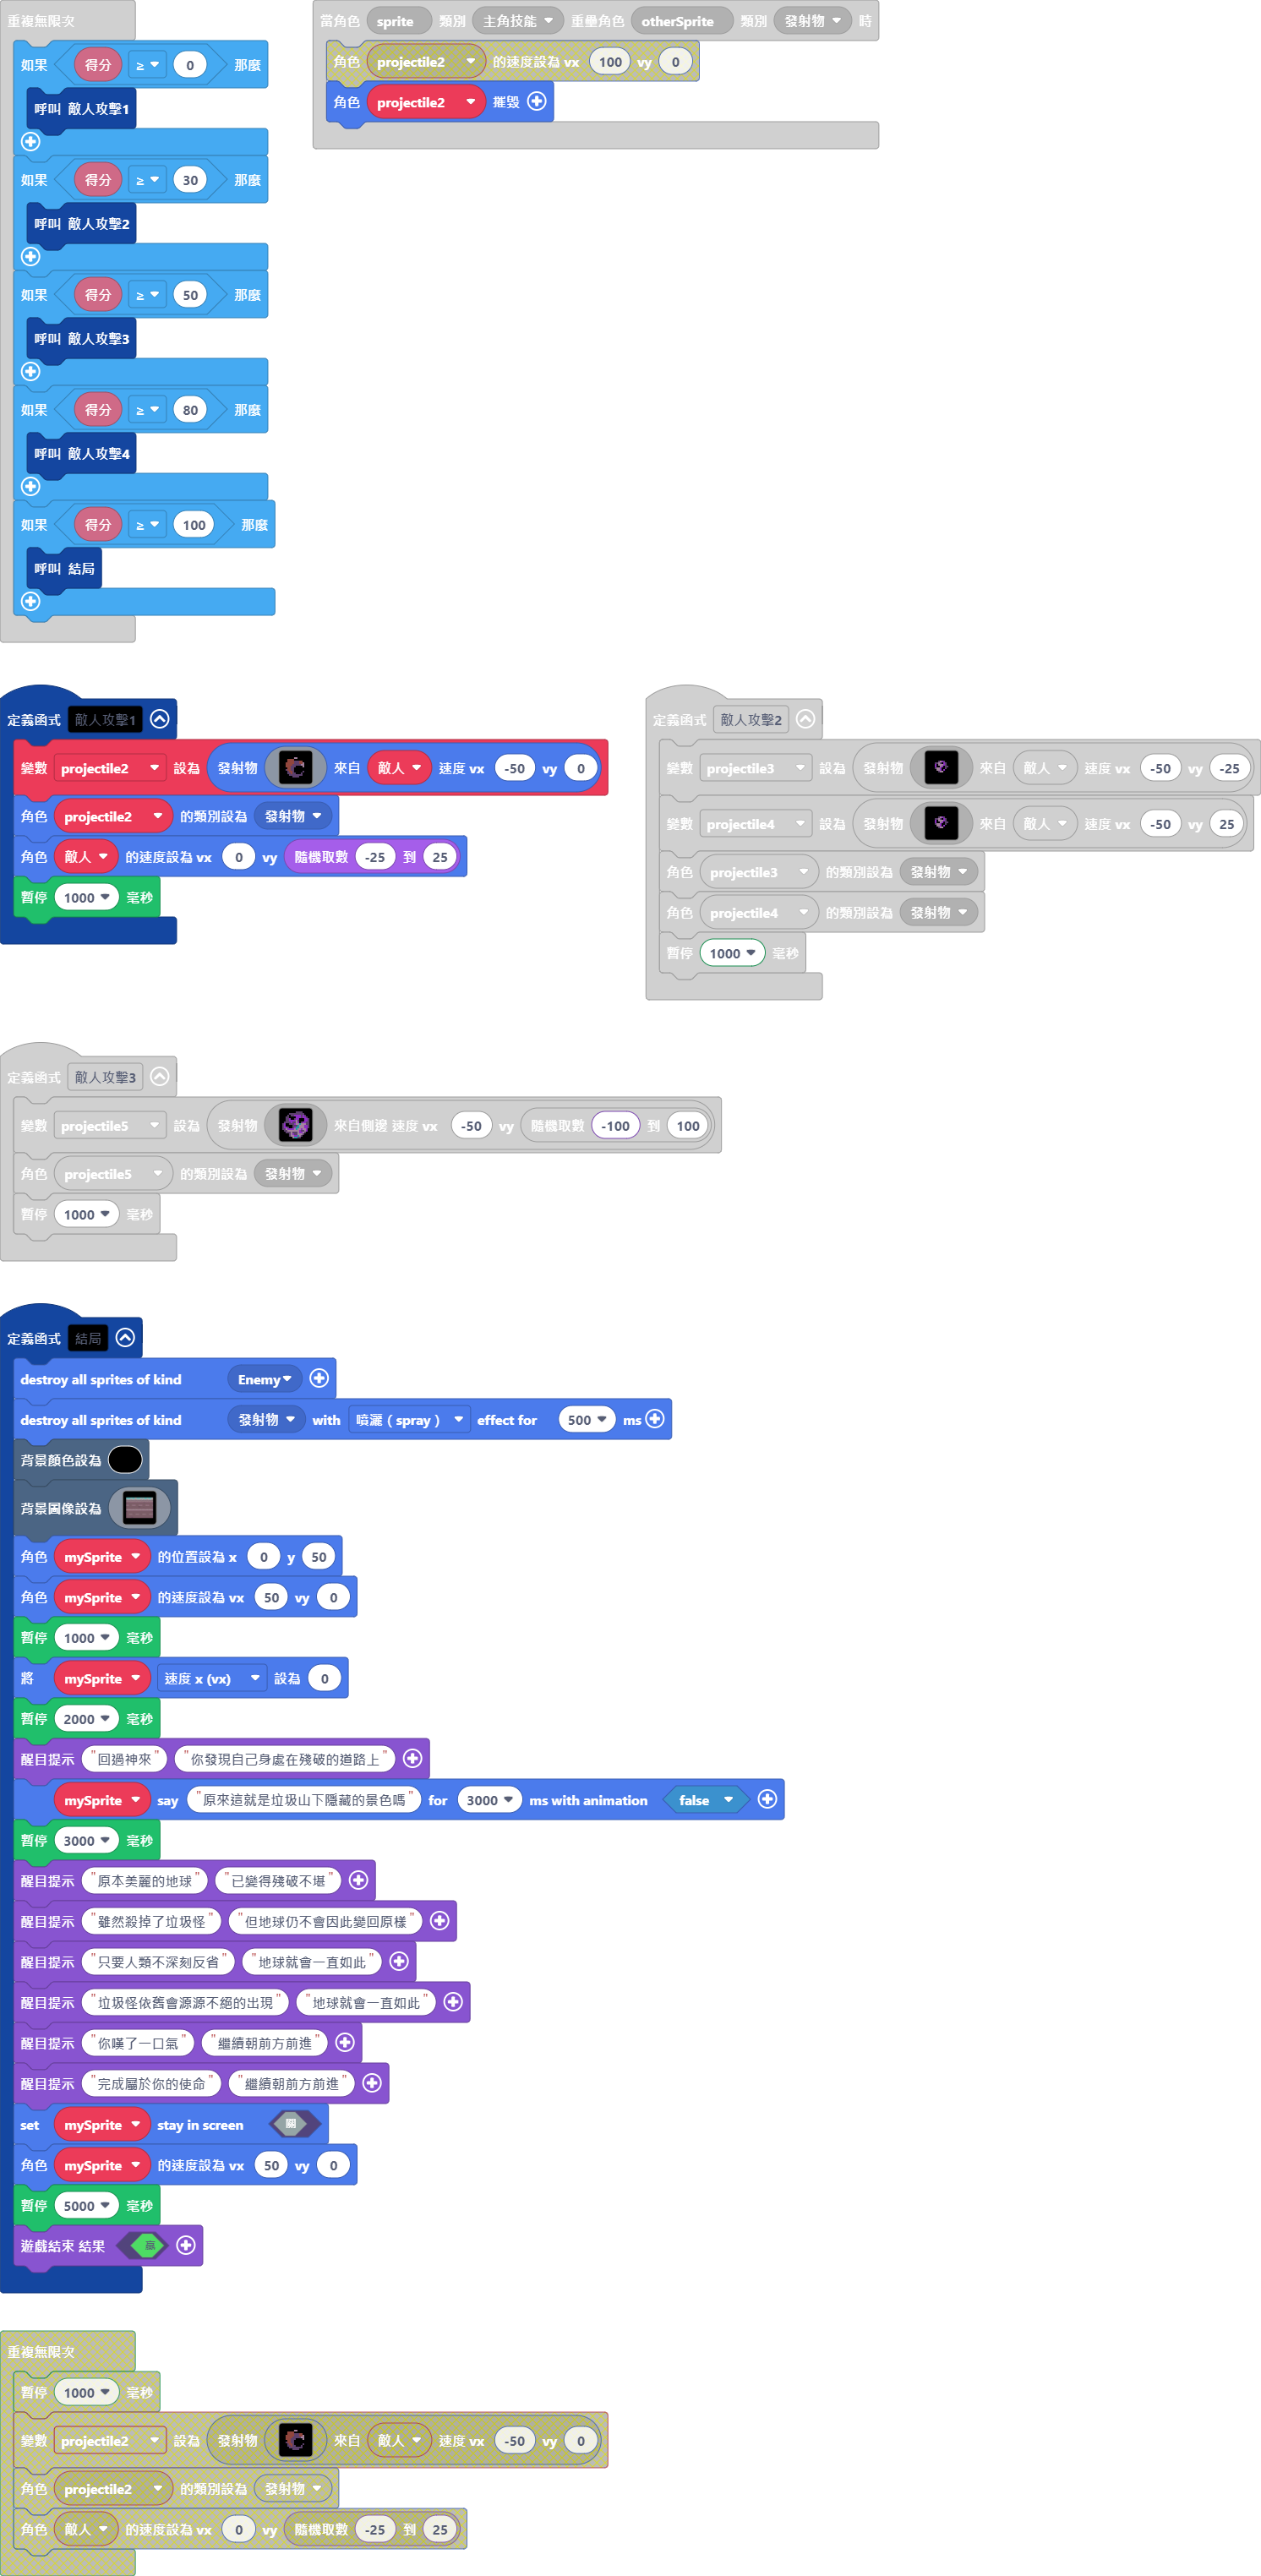 重複無限次
如果 得分 ≥ 0 那麼
呼叫 敵人攻擊1
如果 得分 ≥ 30 那麼
呼叫 敵人攻擊2
如果 得分 ≥ 50 那麼
呼叫 敵人攻擊3
如果 得分 ≥ 80 那麼
呼叫 敵人攻擊4
如果 得分 ≥ 100 那麼
呼叫 結局
當角色 sprite 類別 主角技能 重疊角色 otherSprite 類別 發射物 時
角色 projectile2 的速度設為 vx 100 vy 0
角色 projectile2 摧毀
定義函式 敵人攻擊1
變數 projectile2 設為 發射物 來自 敵人 速度 vx -50 vy 0
角色 projectile2 的類別設為 發射物
角色 敵人 的速度設為 vx 0 vy 隨機取數 -25 到 25
暫停 1000 毫秒
定義函式 敵人攻擊2
變數 projectile3 設為 發射物 來自 敵人 速度 vx -50 vy -25
變數 projectile4 設為 發射物 來自 敵人 速度 vx -50 vy 25
角色 projectile3 的類別設為 發射物
角色 projectile4 的類別設為 發射物
暫停 1000 毫秒
定義函式 敵人攻擊3
變數 projectile5 設為 發射物 來自側邊 速度 vx -50 vy 隨機取數 -100 到 100
角色 projectile5 的類別設為 發射物
暫停 1000 毫秒
定義函式 結局
destroy all sprites of kind Enemy
destroy all sprites of kind 發射物 with 噴灑 ( spray ) effect for 500 ms
背景顏色設為
背景圖像設為
角色 mySprite 的位置設為 x 0 y 50
角色 mySprite 的速度設為 vx 50 vy 0
暫停 1000 毫秒
將 mySprite 速度 x (vx) 設為 0
暫停 2000 毫秒
醒目提示 "回過神來" "你發現自己身處在殘破的道路上"
mySprite say "原來這就是垃圾山下隱藏的景色嗎" for 3000 ms with animation false
暫停 3000 毫秒
醒目提示 "原本美麗的地球" "已變得殘破不堪"
醒目提示 "雖然殺掉了垃圾怪" "但地球仍不會因此變回原樣"
醒目提示 "只要人類不深刻反省" "地球就會一直如此"
醒目提示 "垃圾怪依舊會源源不絕的出現" "地球就會一直如此"
醒目提示 "你嘆了一口氣" "繼續朝前方前進"
醒目提示 "完成屬於你的使命" "繼續朝前方前進"
set mySprite stay in screen 關
角色 mySprite 的速度設為 vx 50 vy 0
暫停 5000 毫秒
遊戲結束 結果 贏
重複無限次
暫停 1000 毫秒
變數 projectile2 設為 發射物 來自 敵人 速度 vx -50 vy 0
角色 projectile2 的類別設為 發射物
角色 敵人 的速度設為 vx 0 vy 隨機取數 -25 到 25